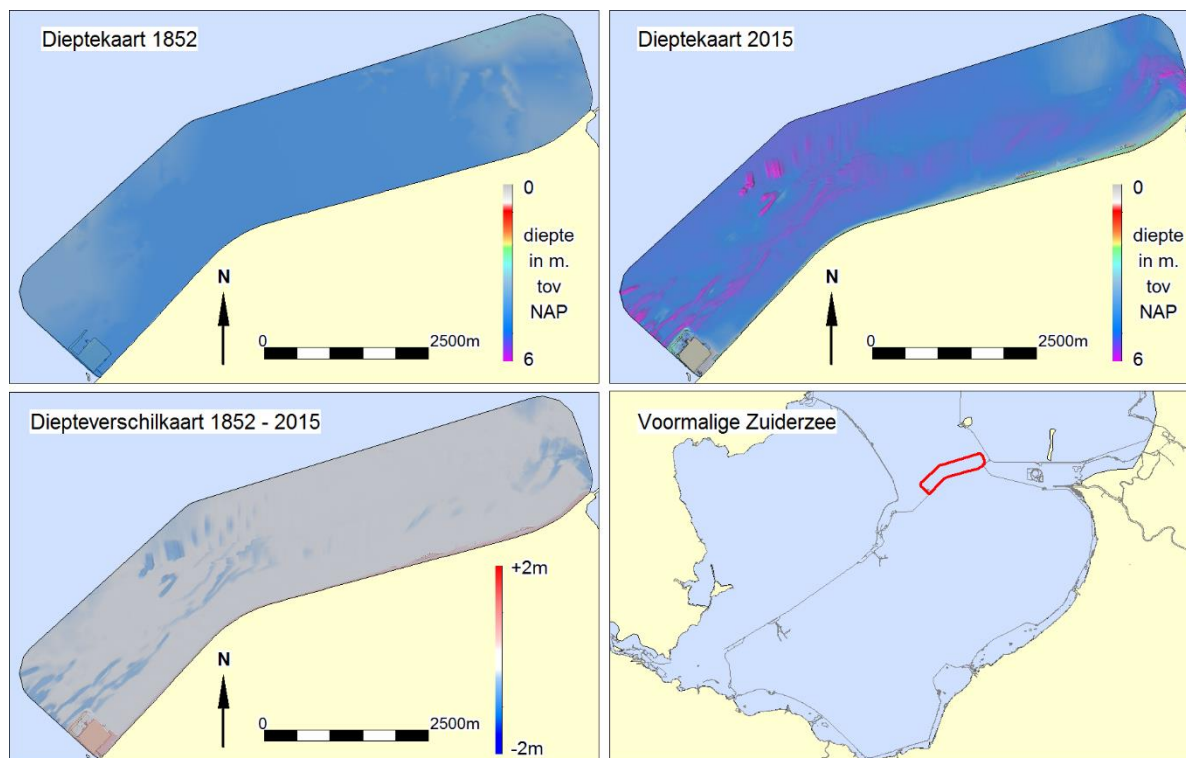 Dieptekaart 1852
0
diepte
in m.
tov
NAP
6
N
0
2500m
Dieptekaart 2015
0
diepte
in m.
tov
NAP
6
N
0
2500m
Diepteverschilkaart 1852 - 2015
+2m
-2m
N
0
2500m
Voormalige Zuiderzee